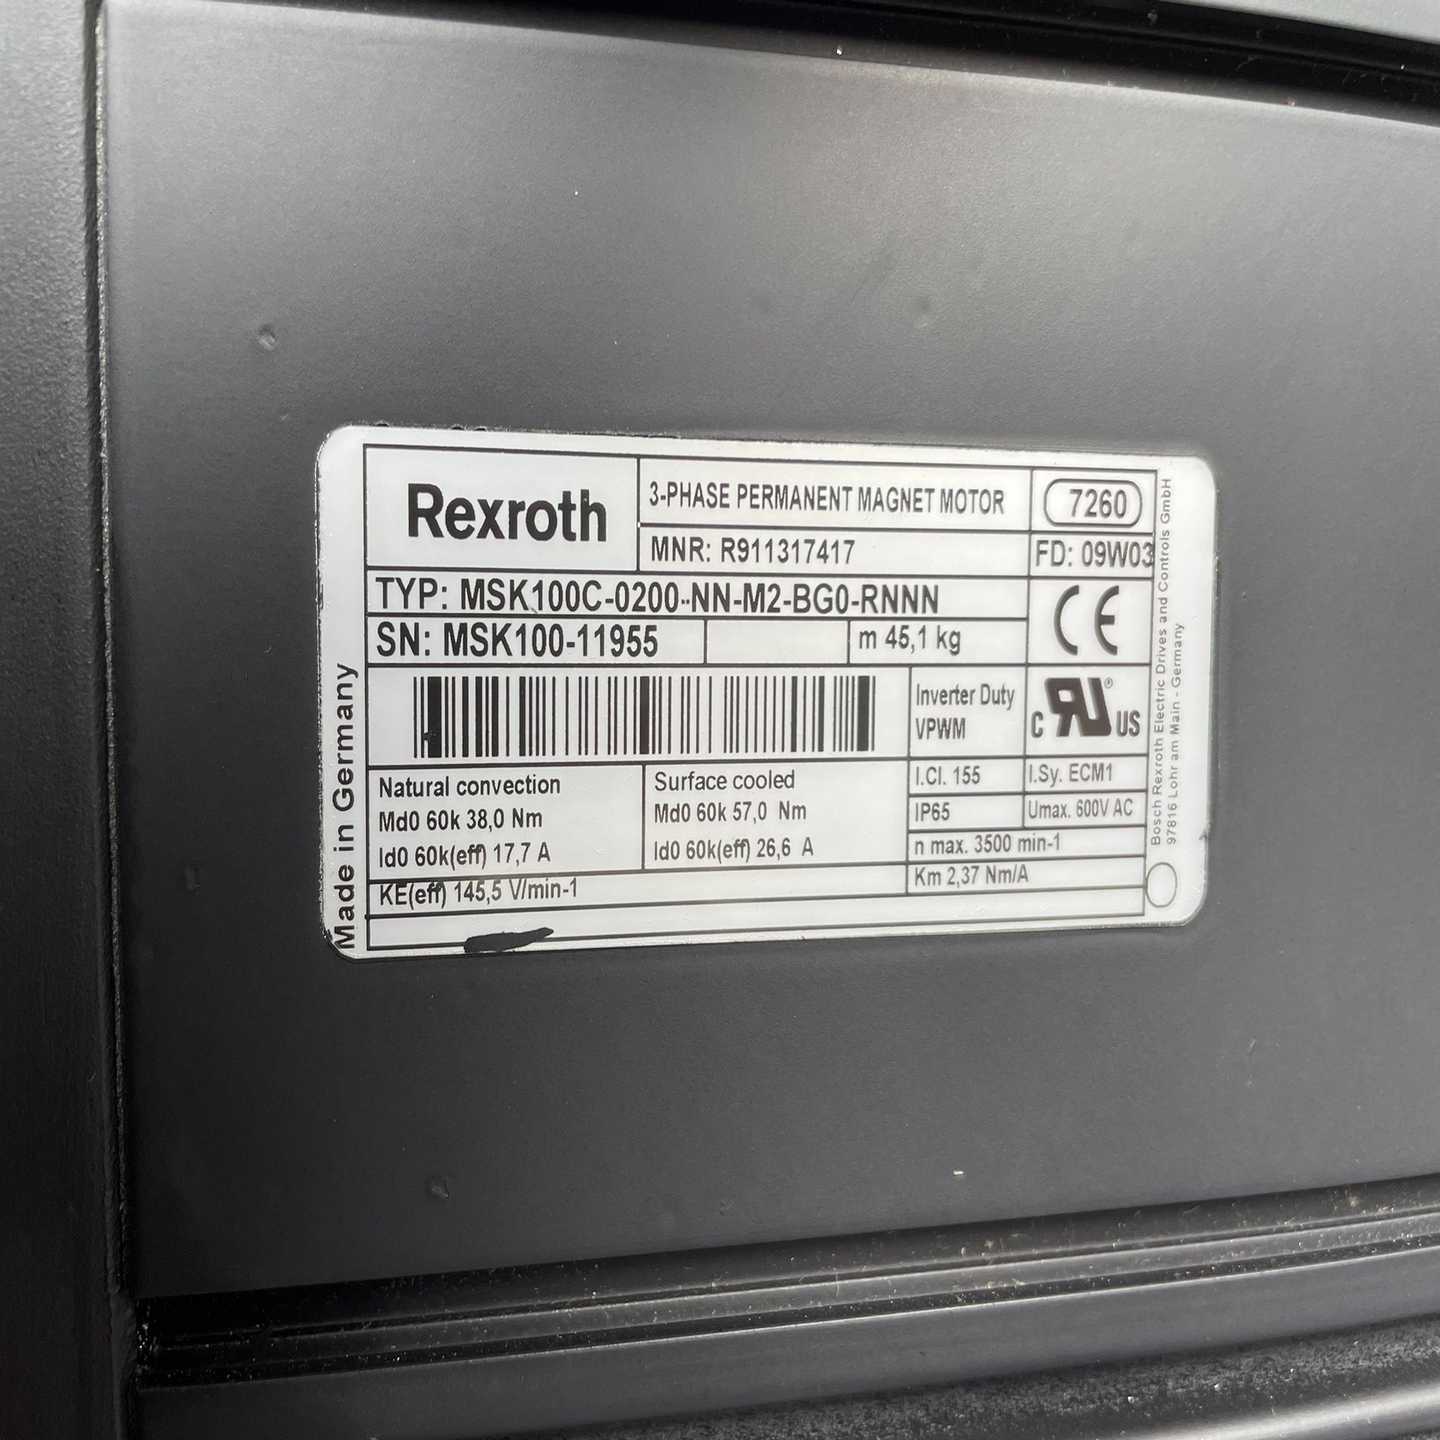 Rexroth
3-PHASE PERMANENT MAGNET MOTOR
7260
MNR: R911317417
FD: 09W03
TYP: MSK100C-0200-NN-M2-BG0-RNNN
SN: MSK100-11955
m 45,1 kg
CE
Inverter Duty
VPWM
C RU® US
Natural convection
Md0 60k 38,0 Nm
Id0 60k(eff) 17,7 A
Surface cooled
Md0 60k 57,0 Nm
Id0 60k(eff) 26,6 A
I.Cl. 155
I.Sy. ECM1
IP65
Umax. 600V AC
n max. 3500 min-1
KE(eff) 145,5 V/min-1
Km 2,37 Nm/A
Made in Germany
Bosch Rexroth Electric Drives and Controls GmbH
97816 Lohr am Main - Germany